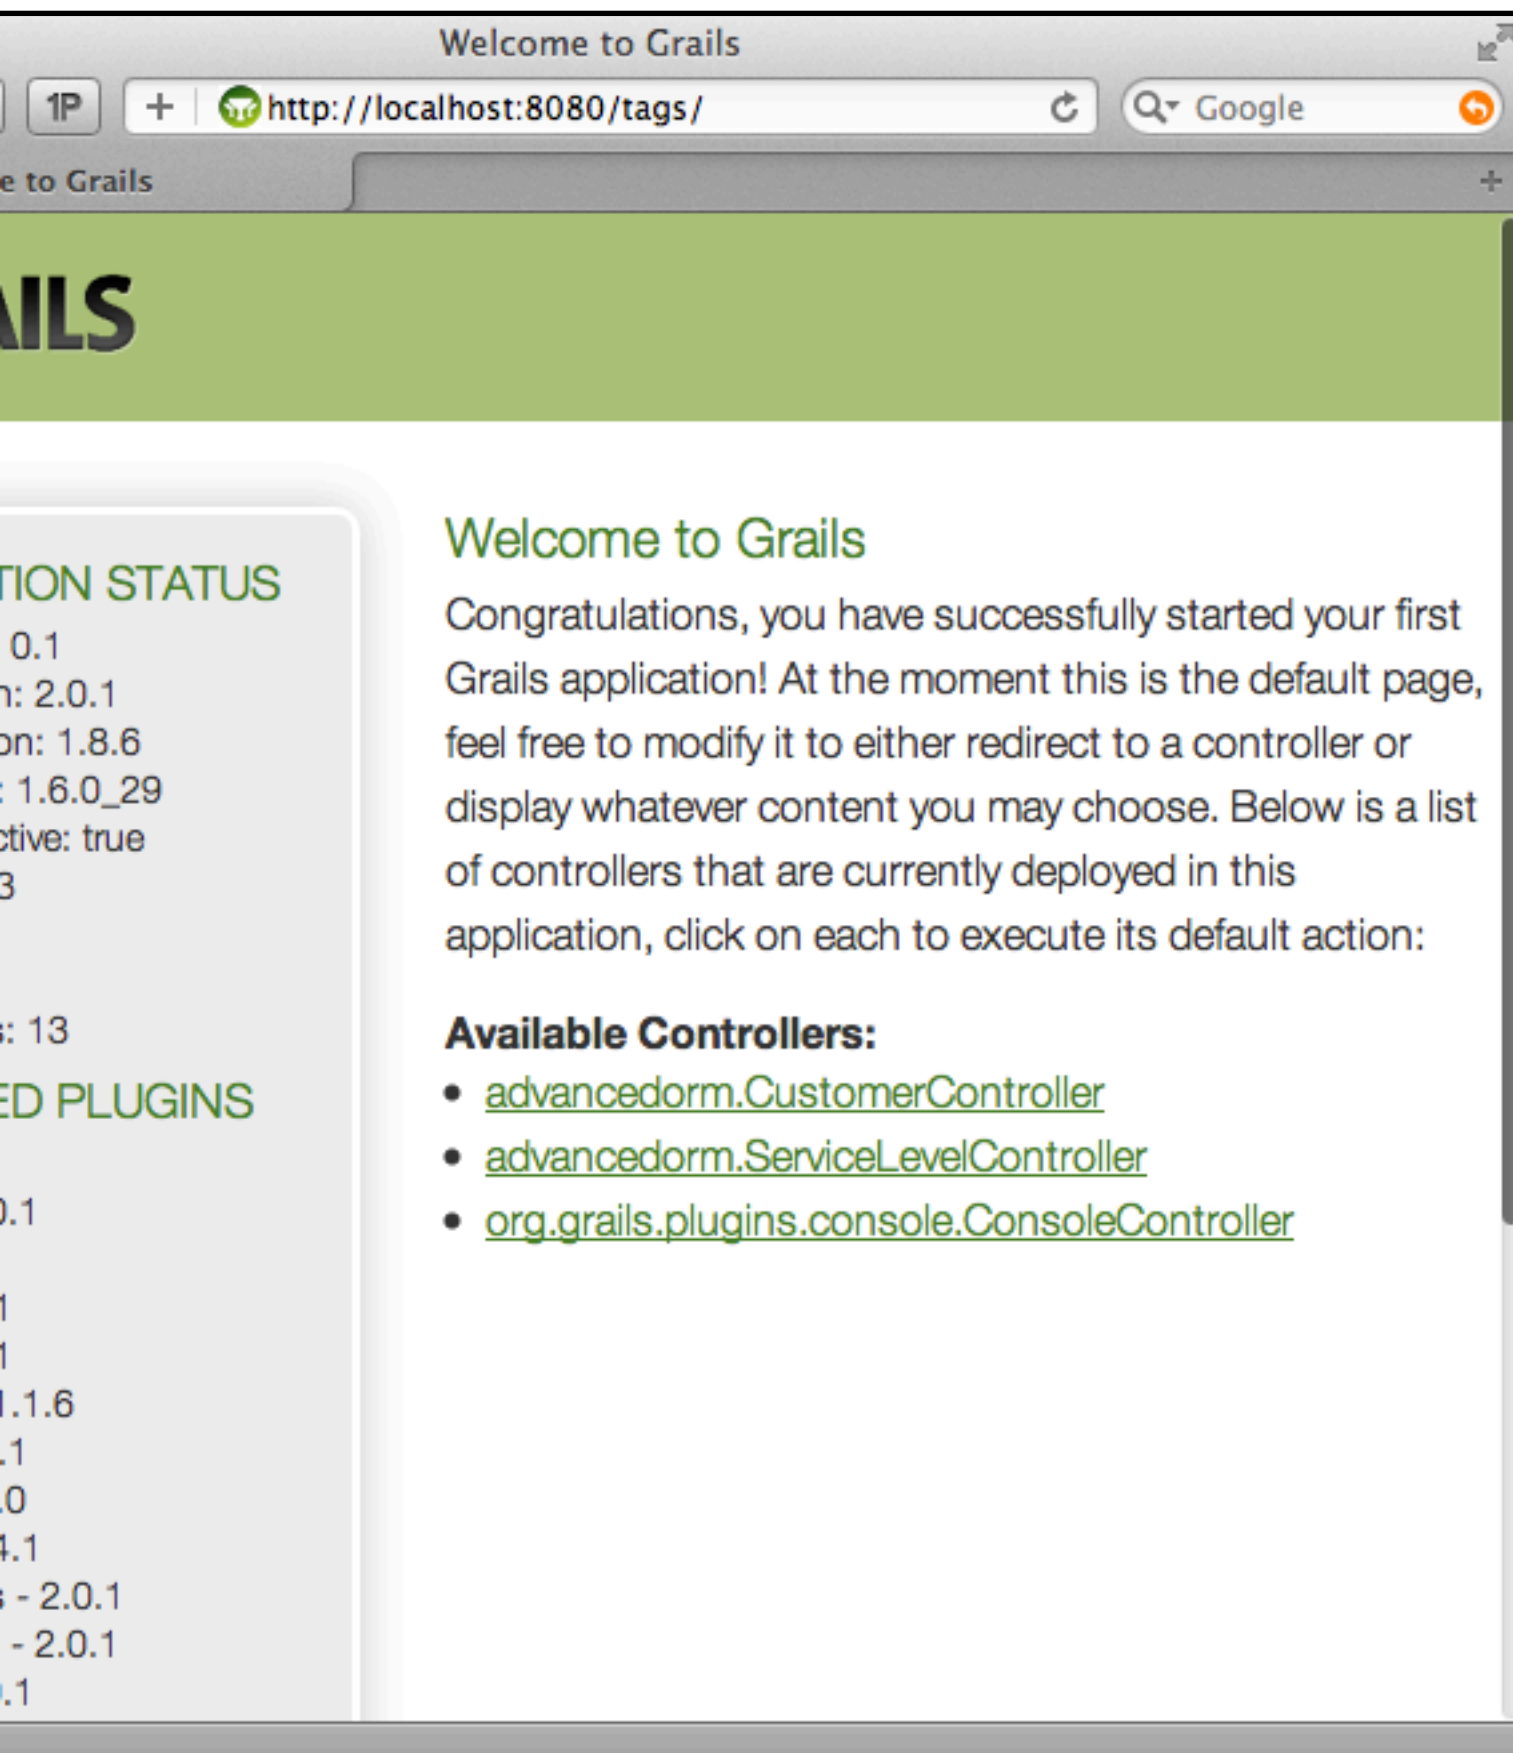 Welcome to Grails
1P
+
http://localhost:8080/tags/
Google
e to Grails
+
AILS
TION STATUS
0.1
n: 2.0.1
on: 1.8.6
: 1.6.0_29
ctive: true
3
s: 13
ED PLUGINS
0.1
1
1
1.1.6
.1
.0
4.1
s - 2.0.1
- 2.0.1
.1
Welcome to Grails
Congratulations, you have successfully started your first
Grails application! At the moment this is the default page,
feel free to modify it to either redirect to a controller or
display whatever content you may choose. Below is a list
of controllers that are currently deployed in this
application, click on each to execute its default action:
Available Controllers:
• advancedorm.CustomerController
• advancedorm.ServiceLevelController
• org.grails.plugins.console.ConsoleController